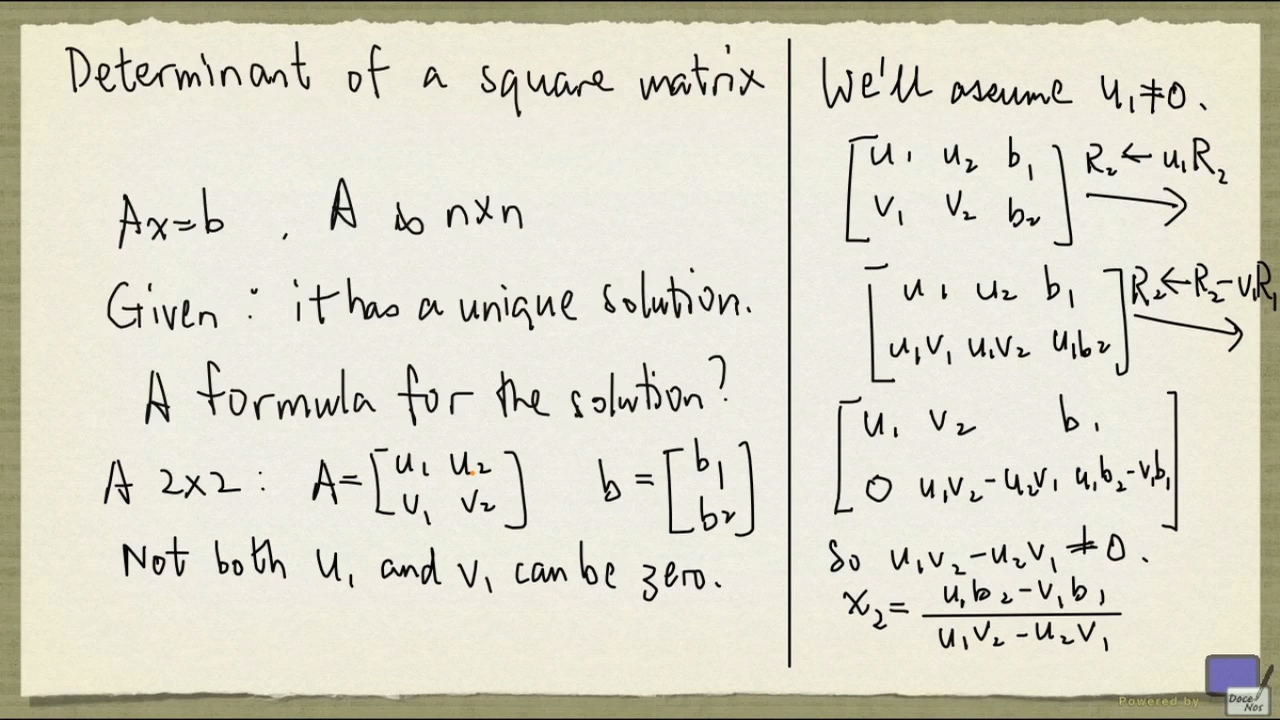 Determinant of a square matrix
Ax=b , A is n×n
Given : it has a unique solution.
A formula for the solution?
A 2×2 : A = [u₁ u₂
v₁ v₂] b = [b₁
b₂]
Not both u₁ and v₁ can be zero.
We'll assume u₁≠0.
[u₁ u₂ b₁ R₂ ← u₁R₂
v₁ v₂ b₂] →
[u₁ u₂ b₁ R₂←R₂-v₁R₁
u₁v₁ u₁v₂ u₁b₂] →
[u₁ v₂ b₁
0 u₁v₂-u₂v₁ u₁b₂-v₁b₁]
So u₁v₂-u₂v₁ ≠ 0.
x₂ = u₁b₂-v₁b₁
u₁v₂-u₂v₁
Powered by
Doce
Nos